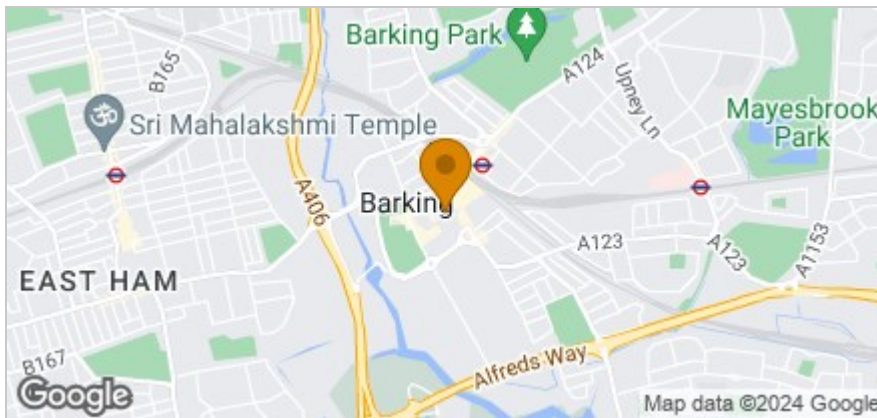 Barking Park
A124
B165
Upney Ln
Mayesbrook
Park
ॐ
Sri Mahalakshmi Temple
A406
Barking
A123
A123
A1153
EAST HAM
B167
Alfreds Way
Google
Map data ©2024 Google